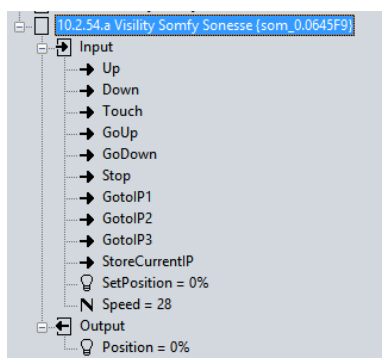 10.2.54.a Visility Somfy Sonesse {som_0.0645F9}
Input
Up
Down
Touch
GoUp
GoDown
Stop
GotoIP1
GotoIP2
GotoIP3
StoreCurrentIP
SetPosition = 0%
N Speed = 28
Output
Position = 0%